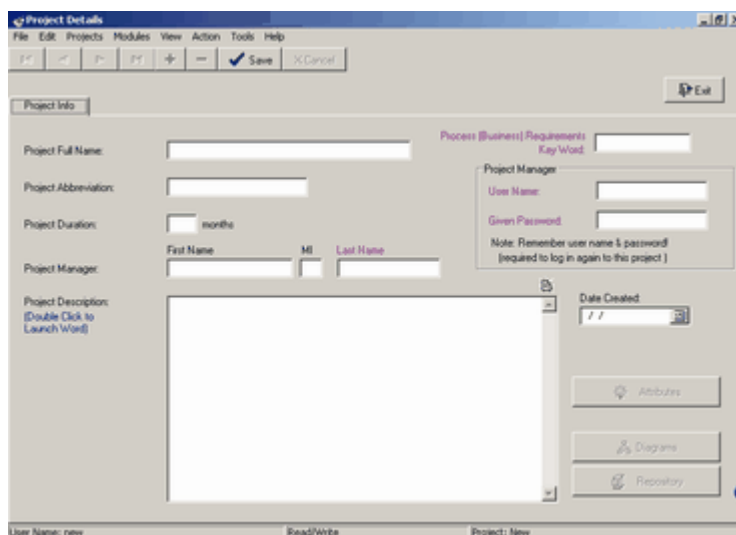 Project Details
File Edit Projects Modules View Action Tools Help
Save X Cancel
Exit
Project Info
Process (Business) Requirements
Key Word:
Project Full Name:
Project Manager
Project Abbreviation:
User Name:
Project Duration:
months
Given Password:
Note: Remember user name & password!
(required to log in again to this project )
First Name MI Last Name
Project Manager:
Project Description:
(Double Click to
Launch Word)
Date Created:
/ /
Attributes
Diagrams
Repository
User Name: new Read/Write Project: New